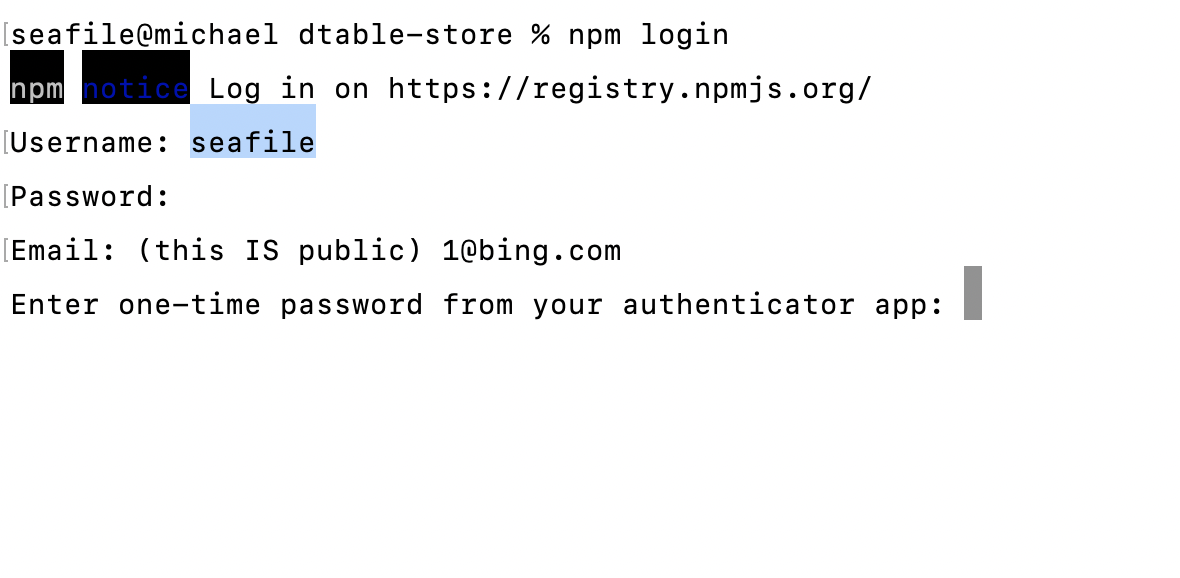 seafile@michael dtable-store % npm login
npm notice Log in on https://registry.npmjs.org/
Username: seafile
Password:
Email: (this IS public) 1@bing.com
Enter one-time password from your authenticator app: